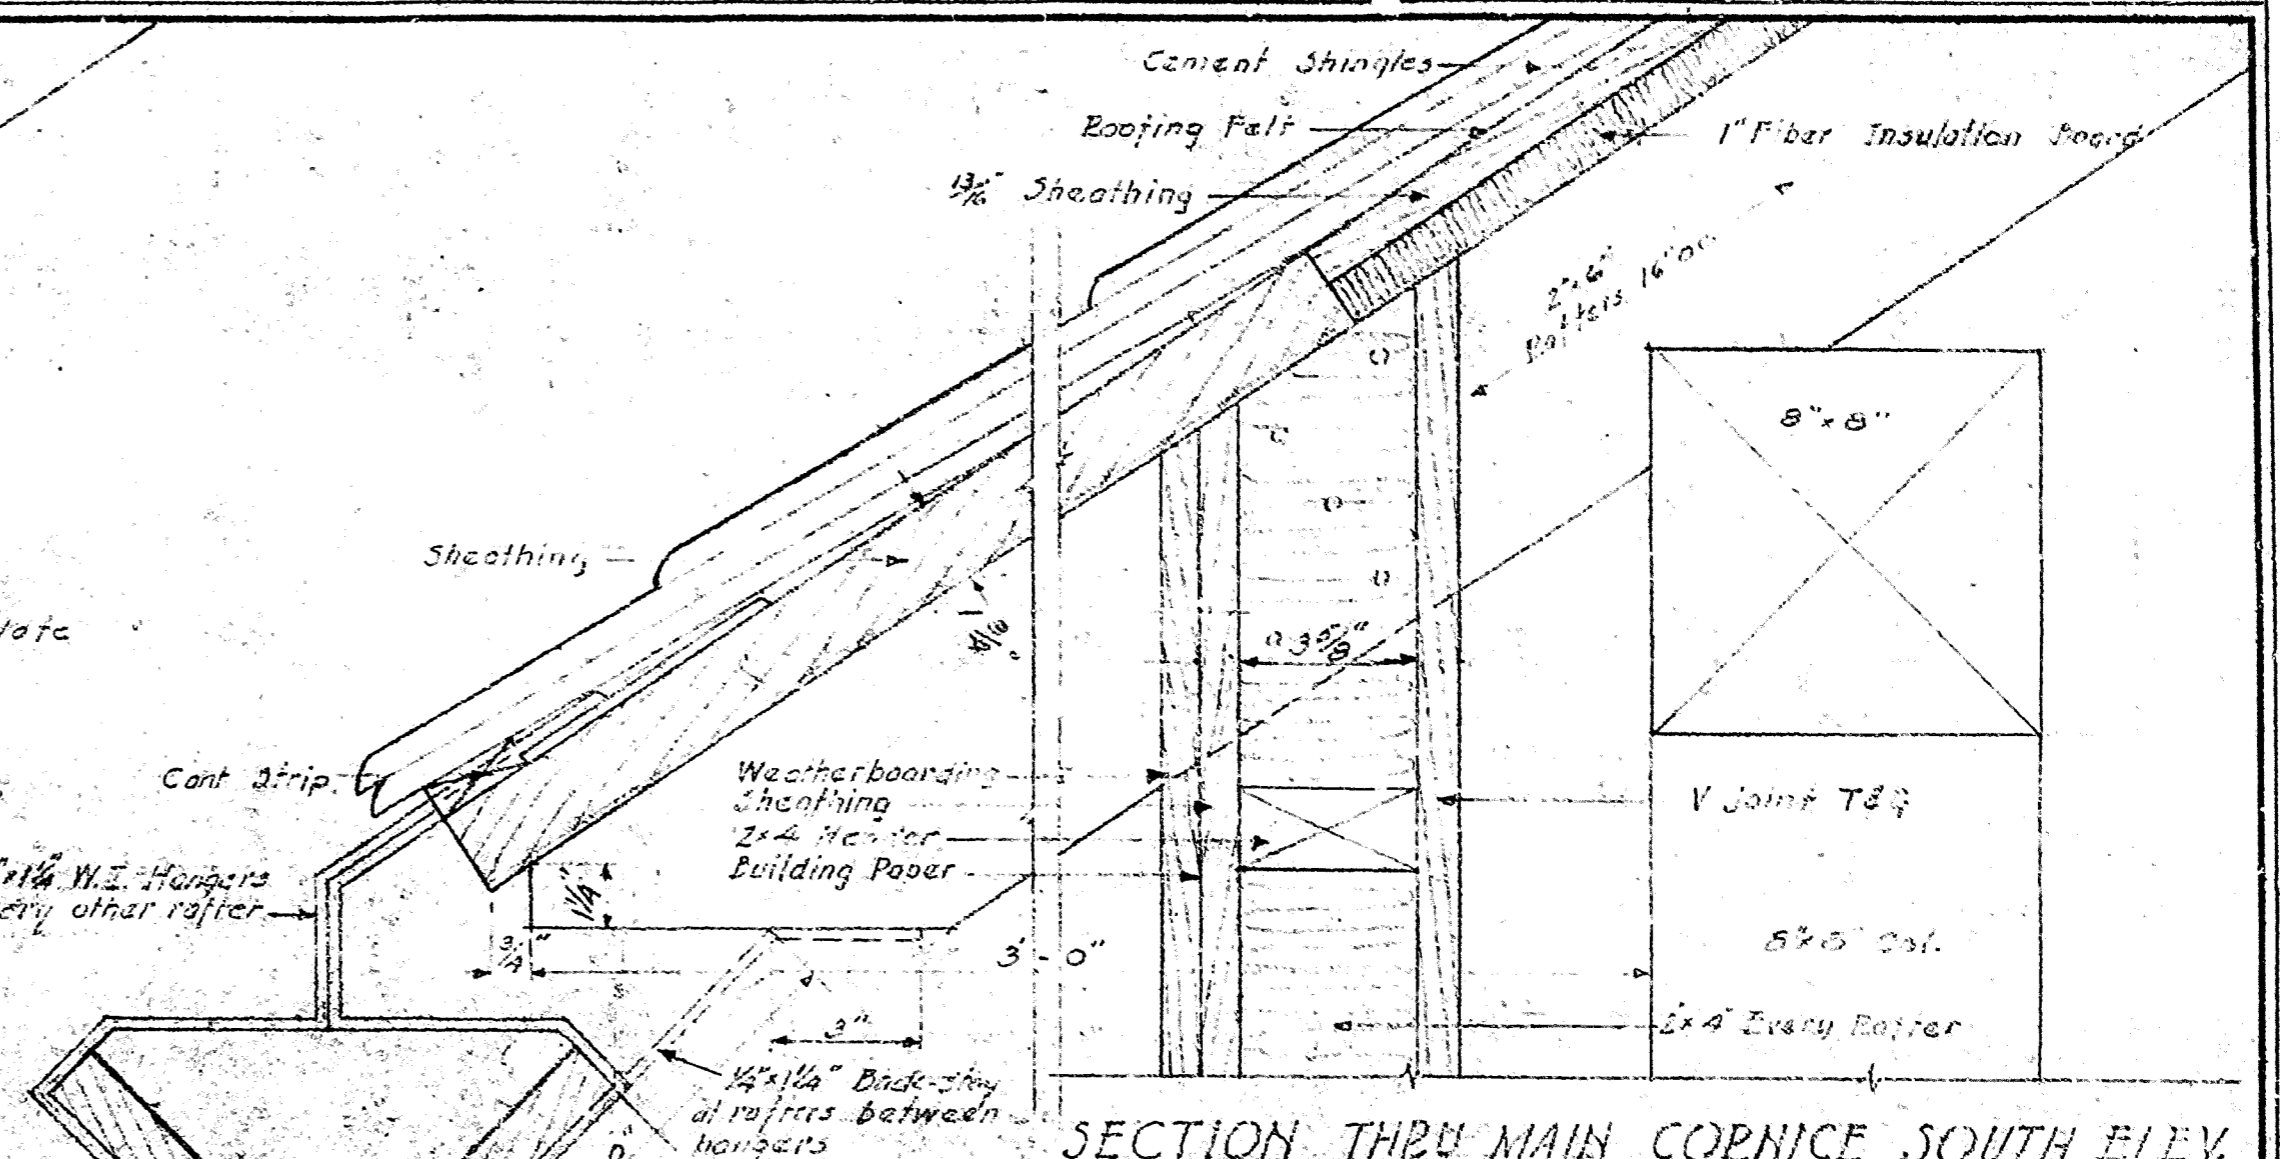 Cement Shingles
Roofing Felt
1" Fiber Insulation Board
13/16" Sheathing
2"x6"
Rafters 16" OC
8"x8"
Sheathing
3 5/8"
Cont Strip
Weatherboarding
Sheathing
2x4 Header
Building Paper
V Joint T&G
W.I. Hangers
other rafter
1 1/4"
3/4"
3'-0"
8"x8" Col.
3"
2x4 Every Rafter
1/4"x1 1/4" Back-stay
at rafters between
hangers
SECTION THRU MAIN CORNICE SOUTH ELEV.